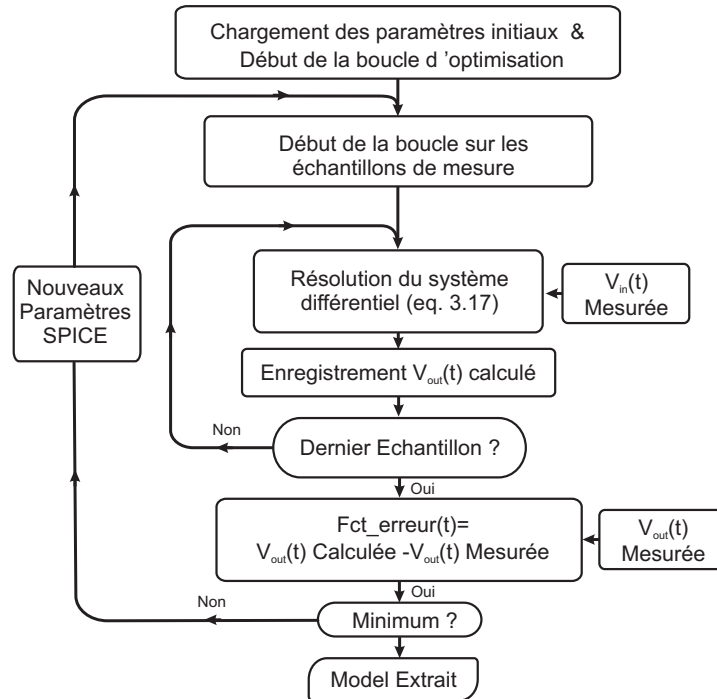 Chargement des paramètres initiaux &
Début de la boucle d 'optimisation
Début de la boucle sur les
échantillons de mesure
Nouveaux
Paramètres
SPICE
Résolution du système
différentiel (eq. 3.17)
V_in(t)
Mesurée
Enregistrement V_out(t) calculé
Non
Dernier Echantillon ?
Oui
Fct_erreur(t)=
V_out(t) Calculée -V_out(t) Mesurée
V_out(t)
Mesurée
Oui
Non
Minimum ?
Model Extrait